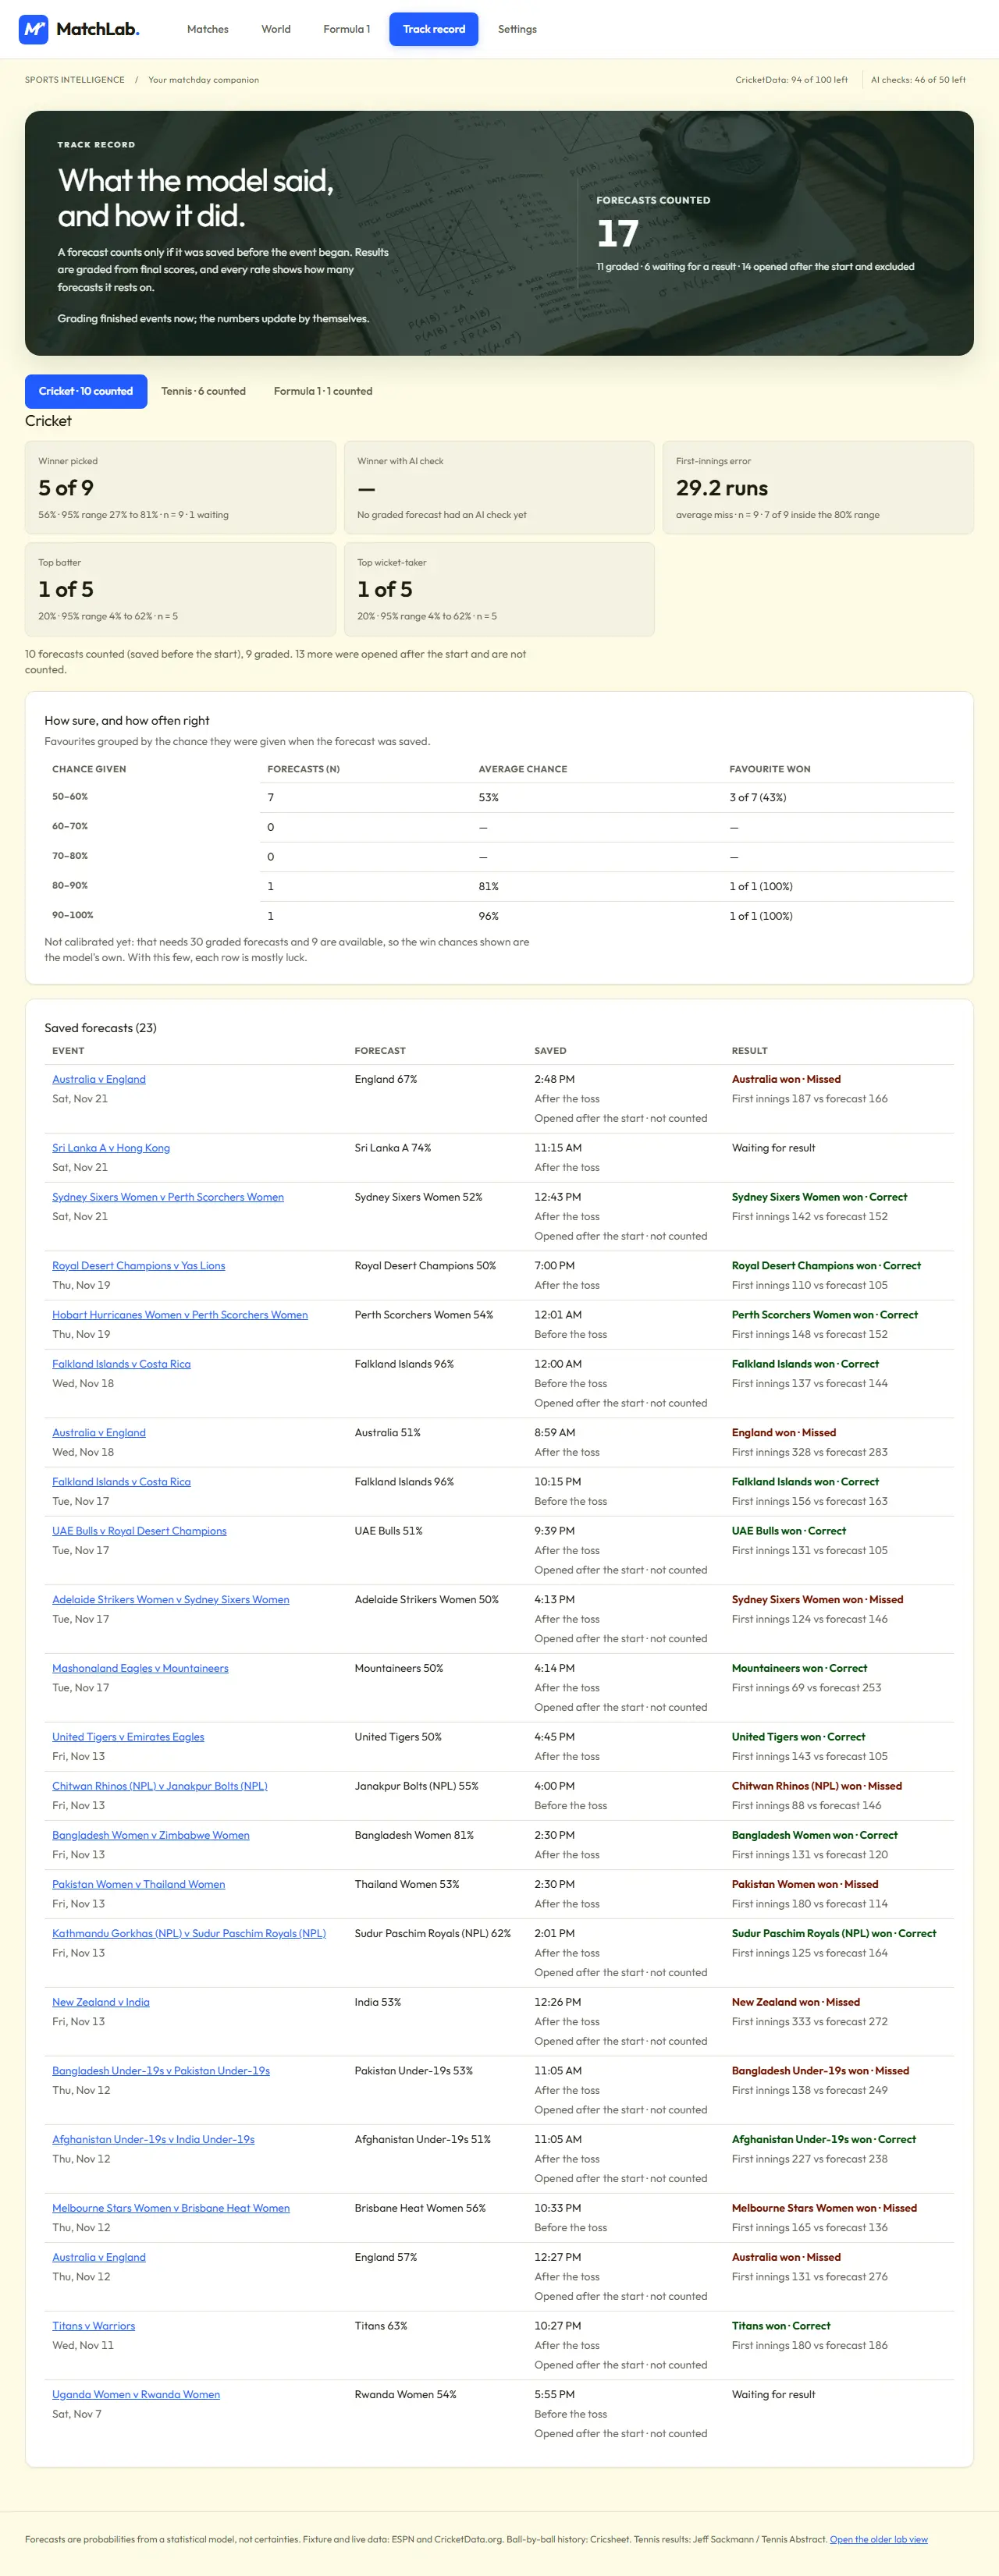 MatchLab.
Matches
World
Formula 1
Track record
Settings
SPORTS INTELLIGENCE / Your matchday companion
CricketData: 94 of 100 left
AI checks: 46 of 50 left
TRACK RECORD
What the model said,
and how it did.
A forecast counts only if it was saved before the event began. Results
are graded from final scores, and every rate shows how many
forecasts it rests on.
Grading finished events now; the numbers update by themselves.
FORECASTS COUNTED
17
11 graded · 6 waiting for a result · 14 opened after the start and excluded
Cricket · 10 counted
Tennis · 6 counted
Formula 1 · 1 counted
Cricket
Winner picked
5 of 9
56% · 95% range 27% to 81% · n = 9 · 1 waiting
Winner with AI check
—
No graded forecast had an AI check yet
First-innings error
29.2 runs
average miss · n = 9 · 7 of 9 inside the 80% range
Top batter
1 of 5
20% · 95% range 4% to 62% · n = 5
Top wicket-taker
1 of 5
20% · 95% range 4% to 62% · n = 5
10 forecasts counted (saved before the start), 9 graded. 13 more were opened after the start and are not
counted.
How sure, and how often right
Favourites grouped by the chance they were given when the forecast was saved.
CHANCE GIVEN FORECASTS (N) AVERAGE CHANCE FAVOURITE WON
50–60% 7 53% 3 of 7 (43%)
60–70% 0 — —
70–80% 0 — —
80–90% 1 81% 1 of 1 (100%)
90–100% 1 96% 1 of 1 (100%)
Not calibrated yet: that needs 30 graded forecasts and 9 are available, so the win chances shown are
the model's own. With this few, each row is mostly luck.
Saved forecasts (23)
EVENT FORECAST SAVED RESULT
Australia v England England 67% 2:48 PM Australia won · Missed
Sat, Nov 21 After the toss First innings 187 vs forecast 166
Opened after the start · not counted
Sri Lanka A v Hong Kong Sri Lanka A 74% 11:15 AM Waiting for result
Sat, Nov 21 After the toss
Sydney Sixers Women v Perth Scorchers Women Sydney Sixers Women 52% 12:43 PM Sydney Sixers Women won · Correct
Sat, Nov 21 After the toss First innings 142 vs forecast 152
Opened after the start · not counted
Royal Desert Champions v Yas Lions Royal Desert Champions 50% 7:00 PM Royal Desert Champions won · Correct
Thu, Nov 19 After the toss First innings 110 vs forecast 105
Hobart Hurricanes Women v Perth Scorchers Women Perth Scorchers Women 54% 12:01 AM Perth Scorchers Women won · Correct
Thu, Nov 19 Before the toss First innings 148 vs forecast 152
Falkland Islands v Costa Rica Falkland Islands 96% 12:00 AM Falkland Islands won · Correct
Wed, Nov 18 Before the toss First innings 137 vs forecast 144
Opened after the start · not counted
Australia v England Australia 51% 8:59 AM England won · Missed
Wed, Nov 18 After the toss First innings 328 vs forecast 283
Falkland Islands v Costa Rica Falkland Islands 96% 10:15 PM Falkland Islands won · Correct
Tue, Nov 17 Before the toss First innings 156 vs forecast 163
UAE Bulls v Royal Desert Champions UAE Bulls 51% 9:39 PM UAE Bulls won · Correct
Tue, Nov 17 After the toss First innings 131 vs forecast 105
Opened after the start · not counted
Adelaide Strikers Women v Sydney Sixers Women Adelaide Strikers Women 50% 4:13 PM Sydney Sixers Women won · Missed
Tue, Nov 17 After the toss First innings 124 vs forecast 146
Opened after the start · not counted
Mashonaland Eagles v Mountaineers Mountaineers 50% 4:14 PM Mountaineers won · Correct
Tue, Nov 17 After the toss First innings 69 vs forecast 253
Opened after the start · not counted
United Tigers v Emirates Eagles United Tigers 50% 4:45 PM United Tigers won · Correct
Fri, Nov 13 After the toss First innings 143 vs forecast 105
Chitwan Rhinos (NPL) v Janakpur Bolts (NPL) Janakpur Bolts (NPL) 55% 4:00 PM Chitwan Rhinos (NPL) won · Missed
Fri, Nov 13 Before the toss First innings 88 vs forecast 146
Bangladesh Women v Zimbabwe Women Bangladesh Women 81% 2:30 PM Bangladesh Women won · Correct
Fri, Nov 13 After the toss First innings 131 vs forecast 120
Pakistan Women v Thailand Women Thailand Women 53% 2:30 PM Pakistan Women won · Missed
Fri, Nov 13 After the toss First innings 180 vs forecast 114
Kathmandu Gorkhas (NPL) v Sudur Paschim Royals (NPL) Sudur Paschim Royals (NPL) 62% 2:01 PM Sudur Paschim Royals (NPL) won · Correct
Fri, Nov 13 After the toss First innings 125 vs forecast 164
Opened after the start · not counted
New Zealand v India India 53% 12:26 PM New Zealand won · Missed
Fri, Nov 13 After the toss First innings 333 vs forecast 272
Opened after the start · not counted
Bangladesh Under-19s v Pakistan Under-19s Pakistan Under-19s 53% 11:05 AM Bangladesh Under-19s won · Missed
Thu, Nov 12 After the toss First innings 138 vs forecast 249
Opened after the start · not counted
Afghanistan Under-19s v India Under-19s Afghanistan Under-19s 51% 11:05 AM Afghanistan Under-19s won · Correct
Thu, Nov 12 After the toss First innings 227 vs forecast 238
Opened after the start · not counted
Melbourne Stars Women v Brisbane Heat Women Brisbane Heat Women 56% 10:33 PM Melbourne Stars Women won · Missed
Thu, Nov 12 Before the toss First innings 165 vs forecast 136
Australia v England England 57% 12:27 PM Australia won · Missed
Thu, Nov 12 After the toss First innings 131 vs forecast 276
Opened after the start · not counted
Titans v Warriors Titans 63% 10:27 PM Titans won · Correct
Wed, Nov 11 After the toss First innings 180 vs forecast 186
Opened after the start · not counted
Uganda Women v Rwanda Women Rwanda Women 54% 5:55 PM Waiting for result
Sat, Nov 7 Before the toss
Opened after the start · not counted
Forecasts are probabilities from a statistical model, not certainties. Fixture and live data: ESPN and CricketData.org. Ball-by-ball history: Cricsheet. Tennis results: Jeff Sackmann / Tennis Abstract. Open the older lab view